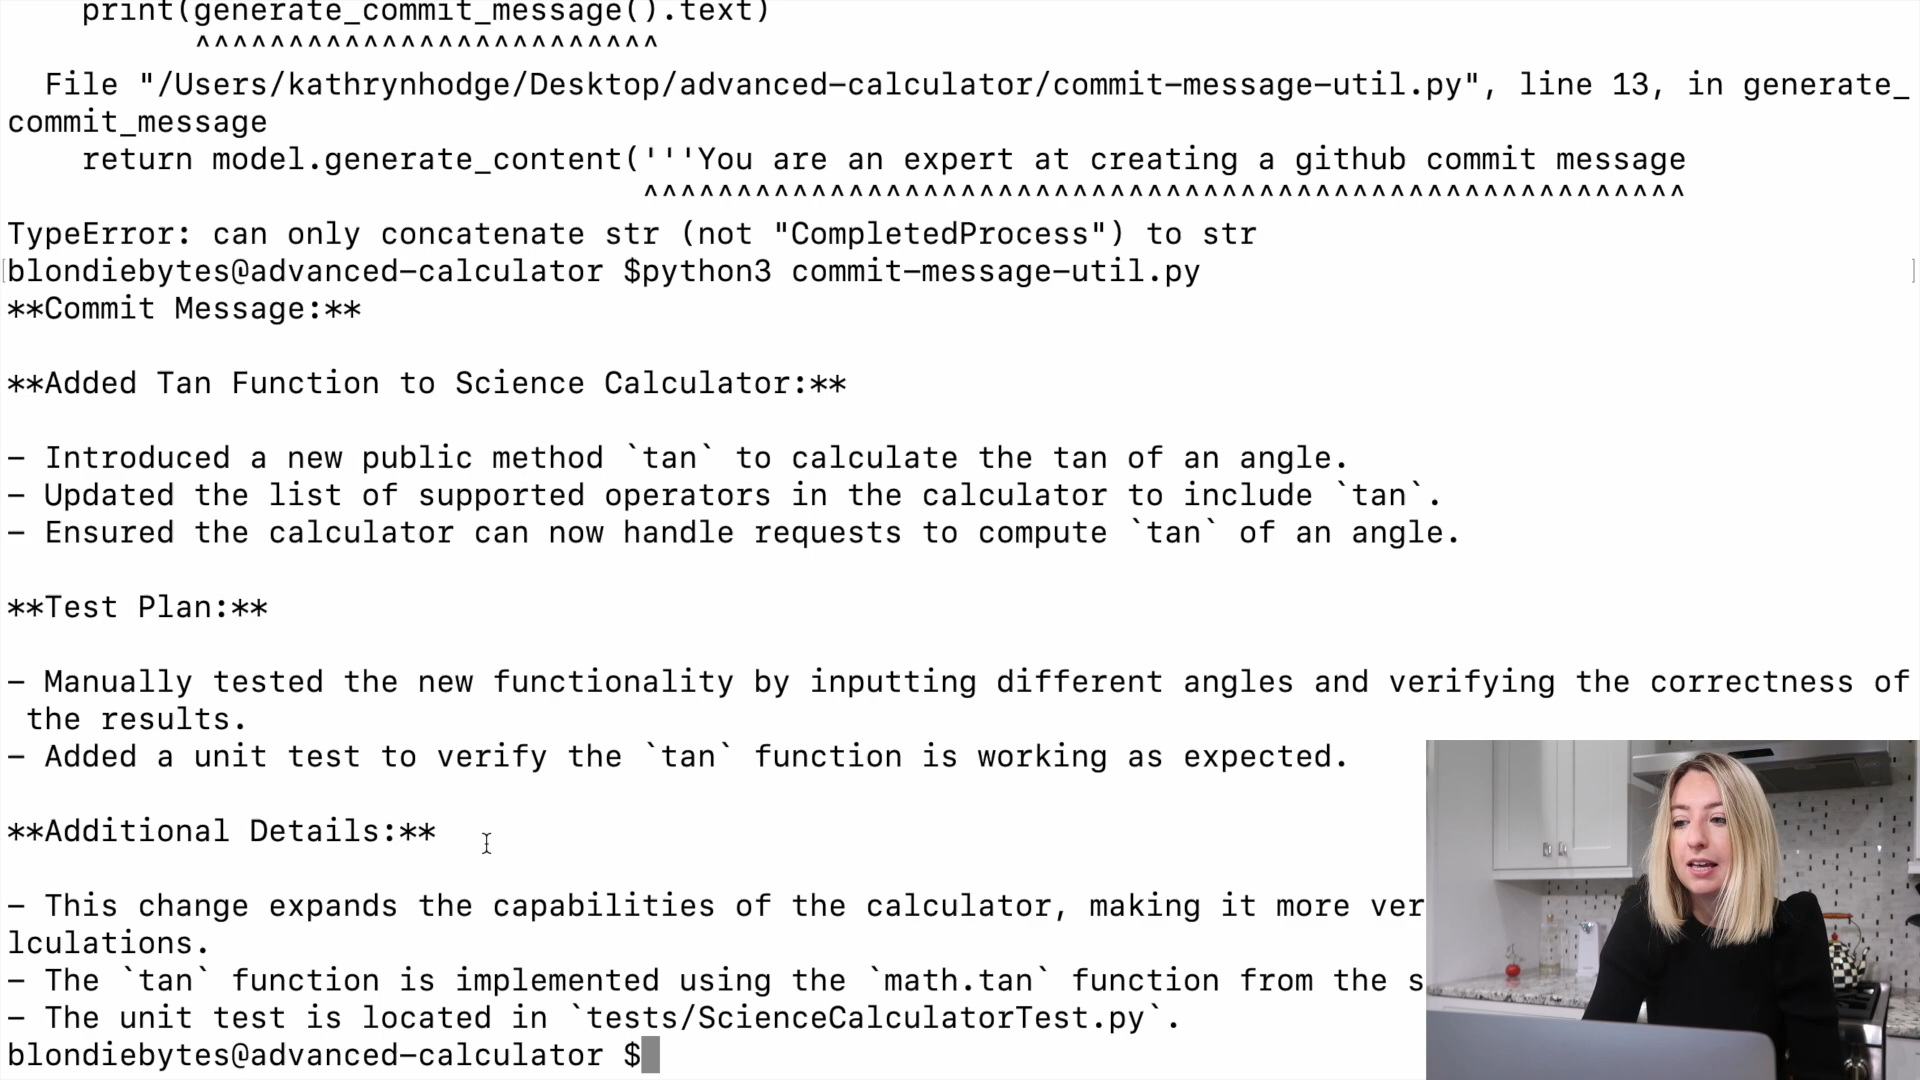 print(generate_commit_message().text)
^^^^^^^^^^^^^^^^^^^^^^^^^
File "/Users/kathrynhodge/Desktop/advanced-calculator/commit-message-util.py", line 13, in generate_
commit_message
return model.generate_content('''You are an expert at creating a github commit message
^^^^^^^^^^^^^^^^^^^^^^^^^^^^^^^^^^^^^^^^^^^^^^^^^^^^^^^^
TypeError: can only concatenate str (not "CompletedProcess") to str
[blondiebytes@advanced-calculator $python3 commit-message-util.py ]
**Commit Message:**
**Added Tan Function to Science Calculator:**
- Introduced a new public method `tan` to calculate the tan of an angle.
- Updated the list of supported operators in the calculator to include `tan`.
- Ensured the calculator can now handle requests to compute `tan` of an angle.
**Test Plan:**
- Manually tested the new functionality by inputting different angles and verifying the correctness of
the results.
- Added a unit test to verify the `tan` function is working as expected.
**Additional Details:**
- This change expands the capabilities of the calculator, making it more ver
lculations.
- The `tan` function is implemented using the `math.tan` function from the s
- The unit test is located in `tests/ScienceCalculatorTest.py`.
blondiebytes@advanced-calculator $